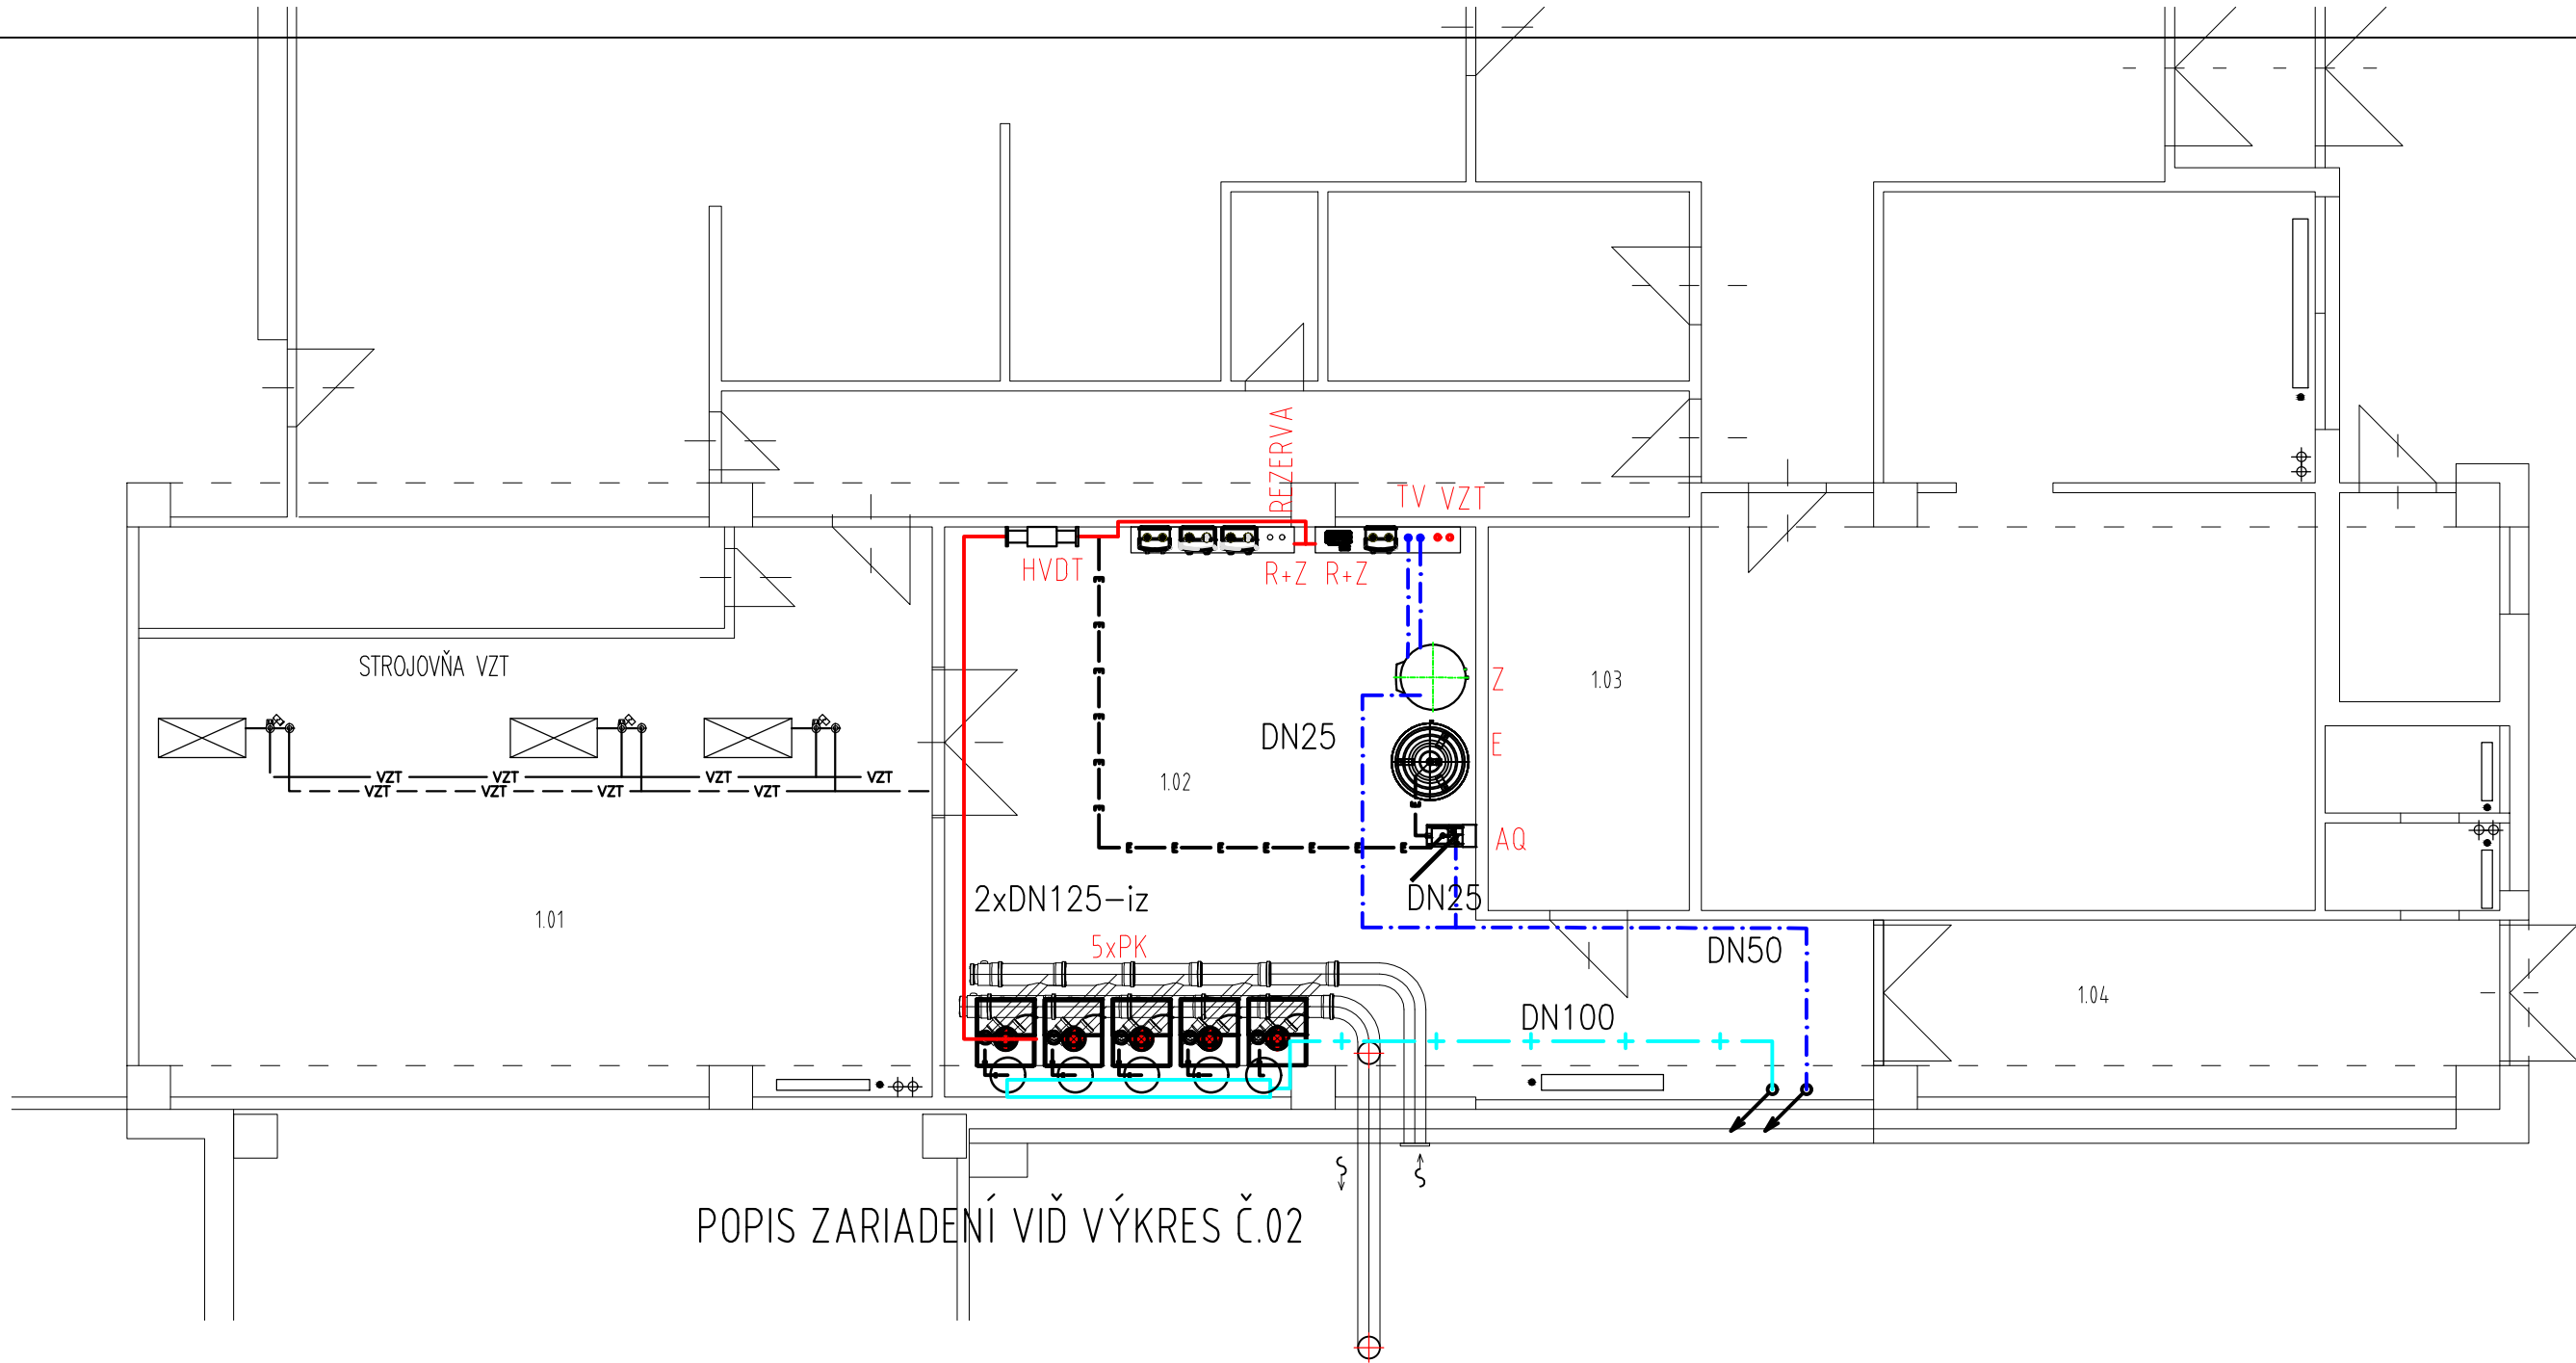 REZERVA
TV VZT
HVDT
R+Z R+Z
STROJOVŇA VZT
Z
1.03
DN25
E
1.02
VZT VZT VZT VZT
VZT VZT VZT VZT
AQ
2xDN125-iz
DN25
1.01
5xPK
DN50
1.04
DN100
E E E E E E
E E E E E E E
E
S S
POPIS ZARIADENÍ VIĎ VÝKRES Č.02